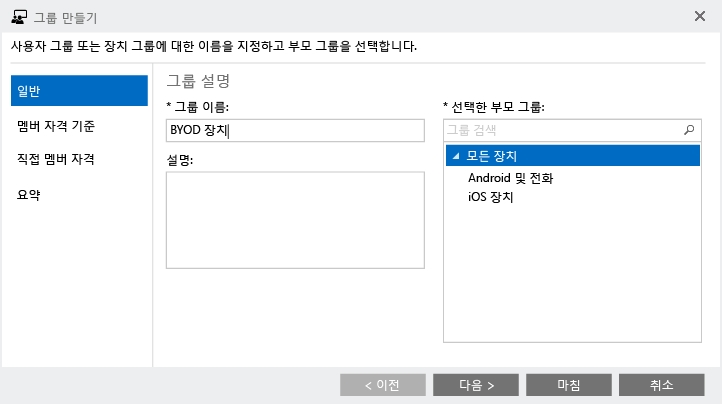 그룹 만들기
사용자 그룹 또는 장치 그룹에 대한 이름을 지정하고 부모 그룹을 선택합니다.
일반
멤버 자격 기준
직접 멤버 자격
요약
그룹 설명
* 그룹 이름:
BYOD 장치
설명:
* 선택한 부모 그룹:
그룹 검색
모든 장치
Android 및 전화
iOS 장치
< 이전
다음 >
마침
취소